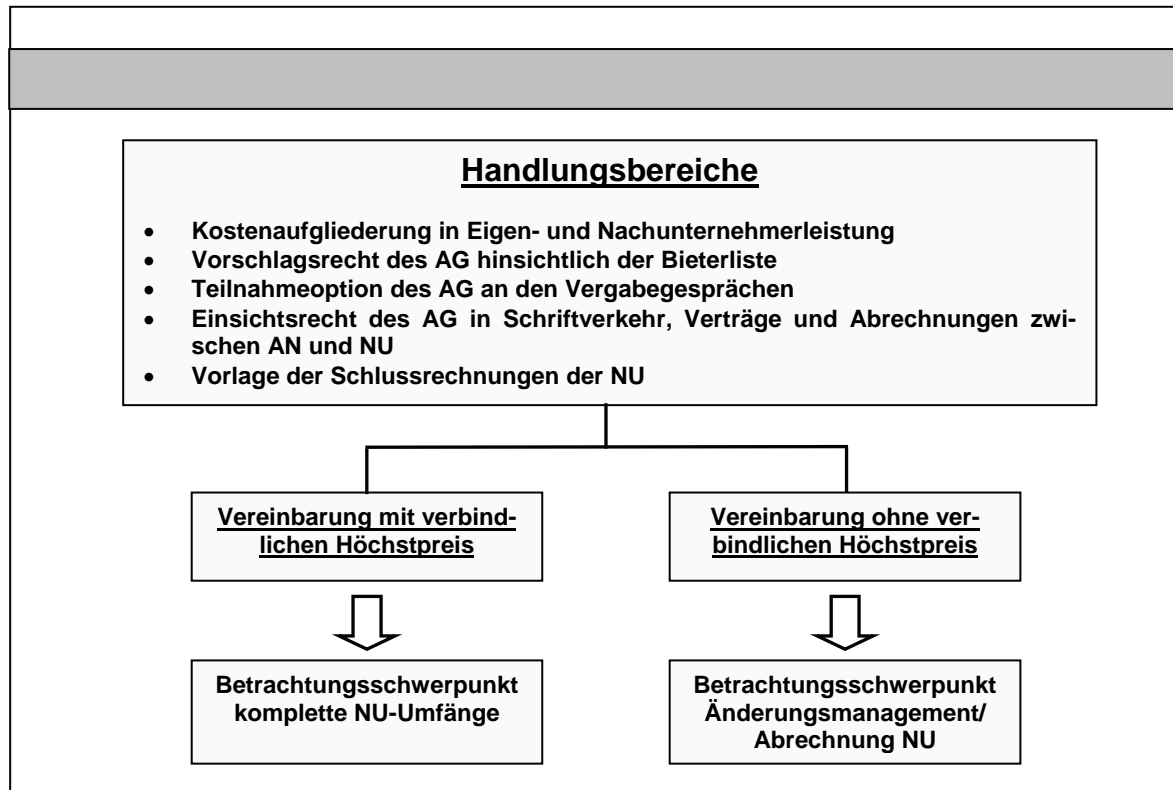 Handlungsbereiche
• Kostenaufgliederung in Eigen- und Nachunternehmerleistung
• Vorschlagsrecht des AG hinsichtlich der Bieterliste
• Teilnahmeoption des AG an den Vergabegesprächen
• Einsichtsrecht des AG in Schriftverkehr, Verträge und Abrechnungen zwi-
schen AN und NU
• Vorlage der Schlussrechnungen der NU
Vereinbarung mit verbind-
lichen Höchstpreis
Vereinbarung ohne ver-
bindlichen Höchstpreis
Betrachtungsschwerpunkt
komplette NU-Umfänge
Betrachtungsschwerpunkt
Änderungsmanagement/
Abrechnung NU